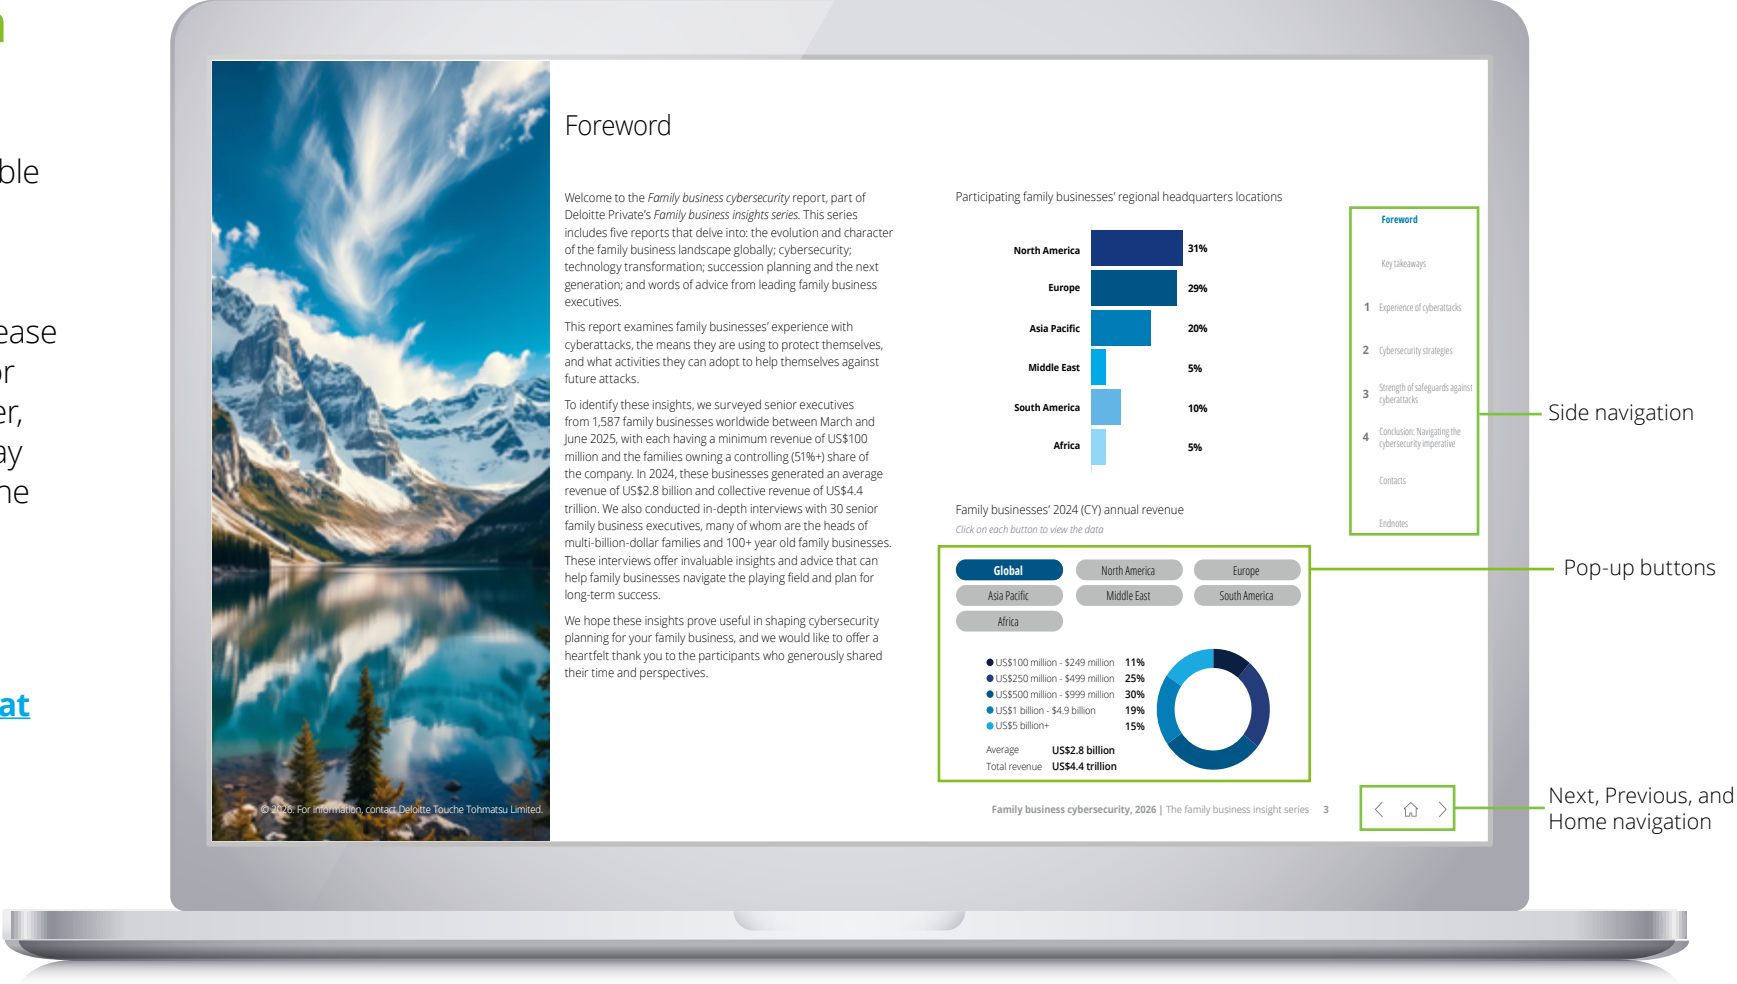 ble
ease
or
er,
ay
he
at
Foreword
Welcome to the Family business cybersecurity report, part of
Deloitte Private's Family business insights series. This series
includes five reports that delve into: the evolution and character
of the family business landscape globally; cybersecurity;
technology transformation; succession planning and the next
generation; and words of advice from leading family business
executives.
This report examines family businesses' experience with
cyberattacks, the means they are using to protect themselves,
and what activities they can adopt to help themselves against
future attacks.
To identify these insights, we surveyed senior executives
from 1,587 family businesses worldwide between March and
June 2025, with each having a minimum revenue of US$100
million and the families owning a controlling (51%+) share of
the company. In 2024, these businesses generated an average
revenue of US$2.8 billion and collective revenue of US$4.4
trillion. We also conducted in-depth interviews with 30 senior
family business executives, many of whom are the heads of
multi-billion-dollar families and 100+ year old family businesses.
These interviews offer invaluable insights and advice that can
help family businesses navigate the playing field and plan for
long-term success.
We hope these insights prove useful in shaping cybersecurity
planning for your family business, and we would like to offer a
heartfelt thank you to the participants who generously shared
their time and perspectives.
Participating family businesses' regional headquarters locations
North America 31%
Europe 29%
Asia Pacific 20%
Middle East 5%
South America 10%
Africa 5%
Family businesses' 2024 (CY) annual revenue
Click on each button to view the data
Global North America Europe
Asia Pacific Middle East South America
Africa
US$100 million - $249 million 11%
US$250 million - $499 million 25%
US$500 million - $999 million 30%
US$1 billion - $4.9 billion 19%
US$5 billion+ 15%
Average US$2.8 billion
Total revenue US$4.4 trillion
Foreword
Key takeaways
1 Experience of cyberattacks
2 Cybersecurity strategies
3 Strength of safeguards against
cyberattacks
4 Conclusion: Navigating the
cybersecurity imperative
Contacts
Endnotes
Side navigation
Pop-up buttons
Next, Previous, and
Home navigation
© 2026. For information, contact Deloitte Touche Tohmatsu Limited.
Family business cybersecurity, 2026 | The family business insight series 3